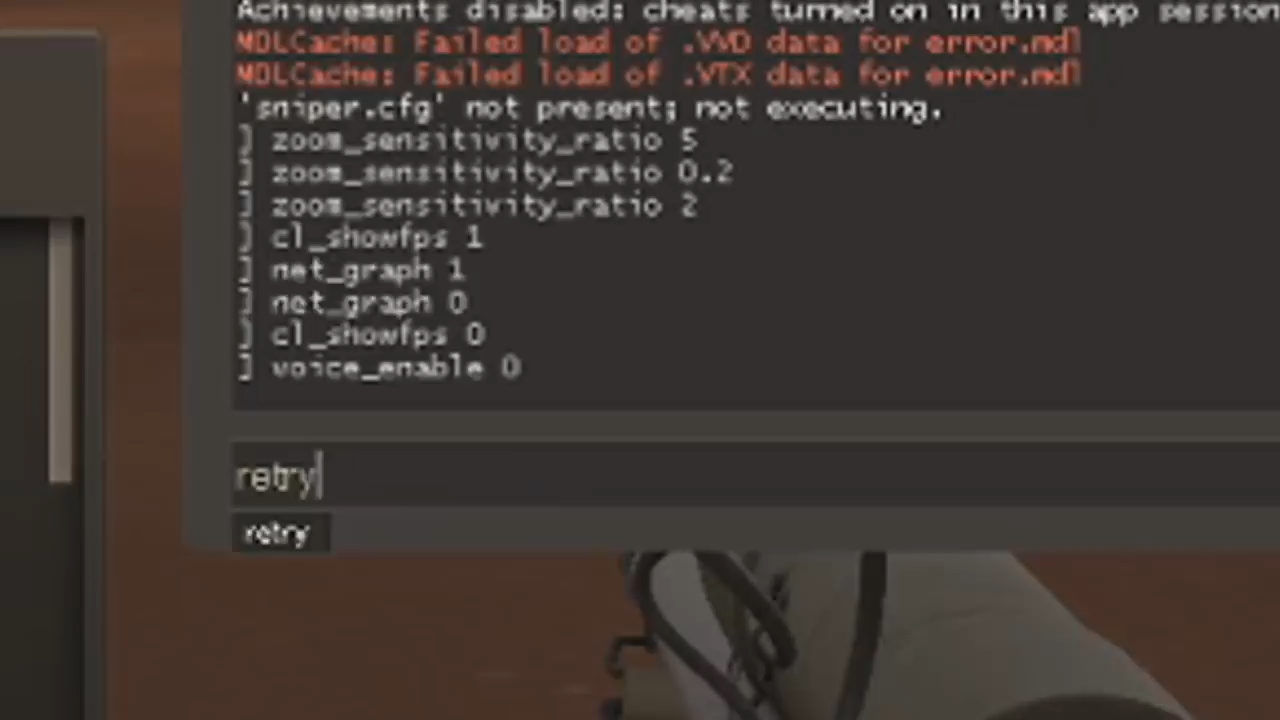 Achievements disabled: cheats turned on in this app session
MDLCache: Failed load of .VVD data for error.mdl
MDLCache: Failed load of .VTX data for error.mdl
'sniper.cfg' not present; not executing.
] zoom_sensitivity_ratio 5
] zoom_sensitivity_ratio 0.2
] zoom_sensitivity_ratio 2
] cl_showfps 1
] net_graph 1
] net_graph 0
] cl_showfps 0
] voice_enable 0
retry
retry